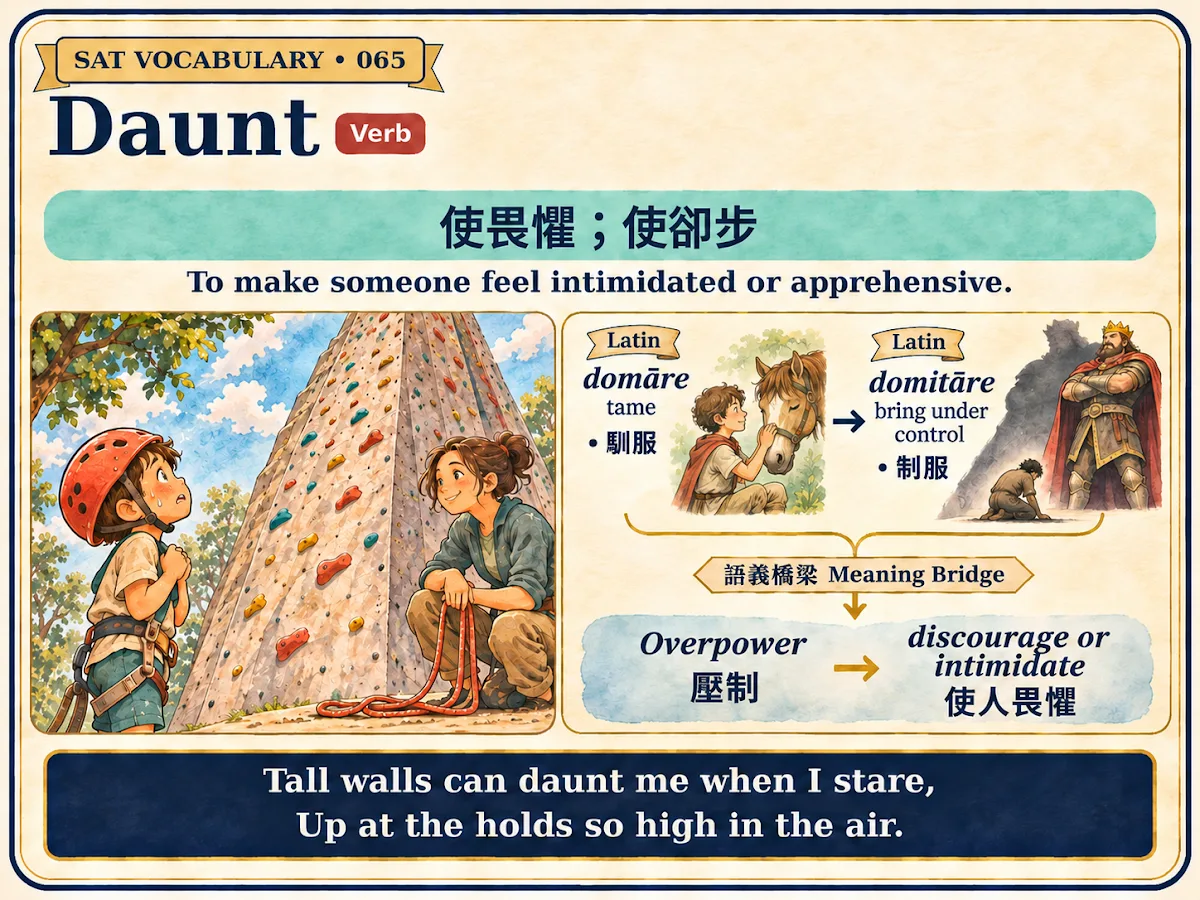 SAT VOCABULARY • 065
Daunt
Verb
使畏懼；使卻步
To make someone feel intimidated or apprehensive.
Latin
domāre
tame
• 馴服
Latin
domitāre
bring under
control
• 制服
語義橋梁 Meaning Bridge
Overpower
壓制
discourage or
intimidate
使人畏懼
Tall walls can daunt me when I stare,
Up at the holds so high in the air.